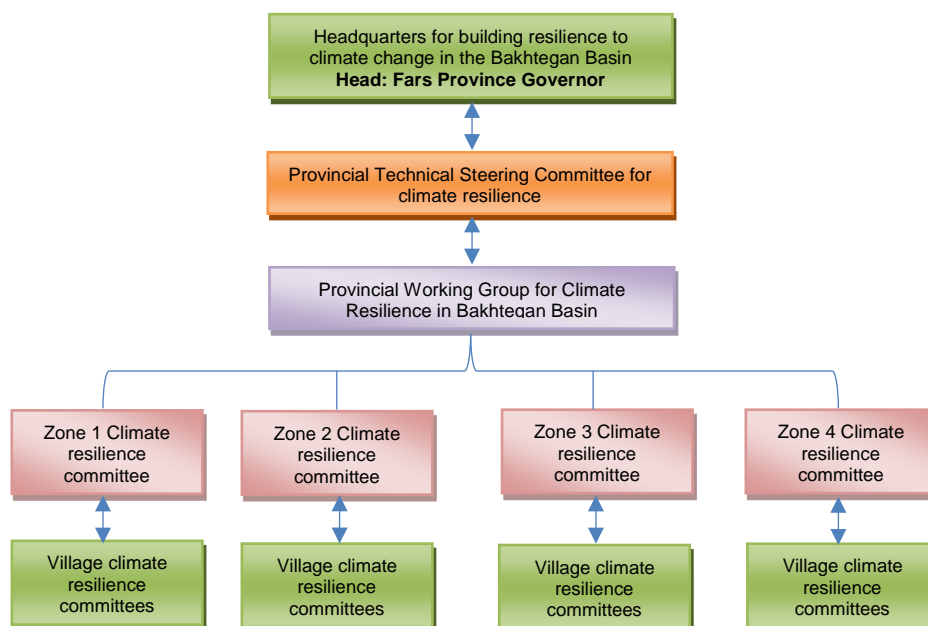 Headquarters for building resilience to
climate change in the Bakhtegan Basin
Head: Fars Province Governor
Provincial Technical Steering Committee for
climate resilience
Provincial Working Group for Climate
Resilience in Bakhtegan Basin
Zone 1 Climate
resilience
committee
Zone 2 Climate
resilience
committee
Zone 3 Climate
resilience
committee
Zone 4 Climate
resilience
committee
Village climate
resilience
committees
Village climate
resilience
committees
Village climate
resilience
committees
Village climate
resilience
committees